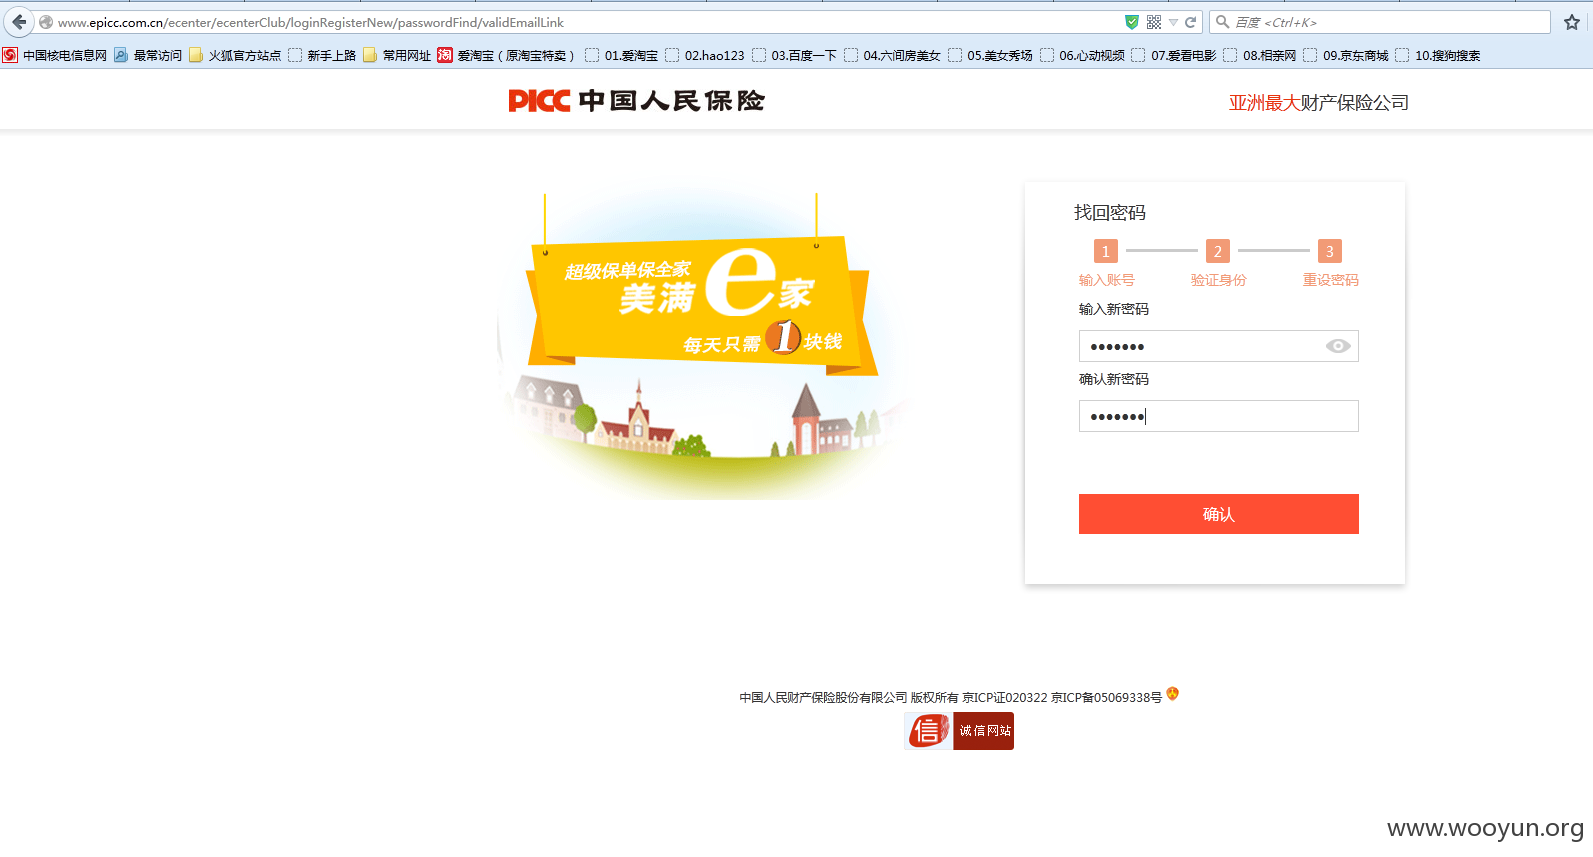 www.epicc.com.cn/ecenter/ecenterClub/loginRegisterNew/passwordFind/validEmailLink
百度 <Ctrl+K>
中国核电信息网 最常访问 火狐官方站点 新手上路 常用网址 淘 爱淘宝（原淘宝特卖） 01.爱淘宝 02.hao123 03.百度一下 04.六间房美女 05.美女秀场 06.心动视频 07.爱看电影 08.相亲网 09.京东商城 10.搜狗搜索
PICC 中国人民保险
亚洲最大财产保险公司
超级保单保全家
美满e家
每天只需1块钱
找回密码
1 2 3
输入账号 验证身份 重设密码
输入新密码
•••••••
确认新密码
•••••••
确认
中国人民财产保险股份有限公司 版权所有 京ICP证020322 京ICP备05069338号
信 诚信网站
www.wooyun.org